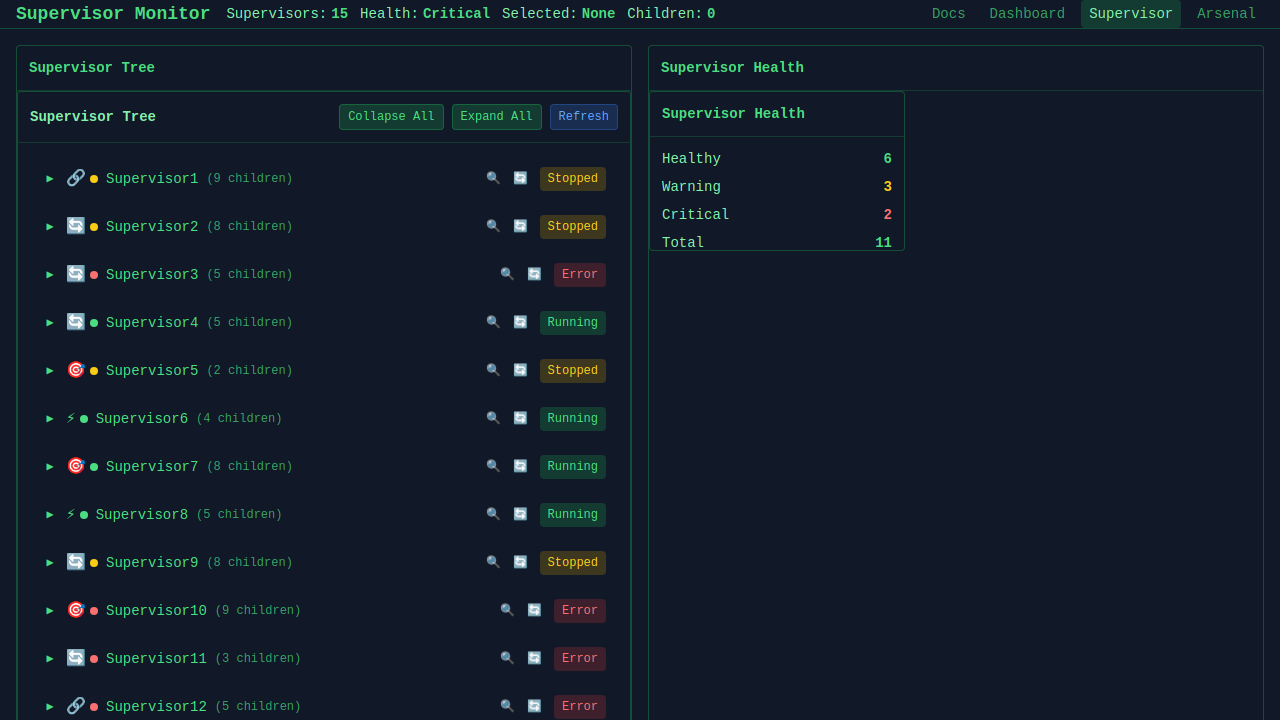 Supervisor Monitor Supervisors: 15 Health: Critical Selected: None Children: 0 Docs Dashboard Supervisor Arsenal
Supervisor Tree
Supervisor Tree Collapse All Expand All Refresh
Supervisor1 (9 children) Stopped
Supervisor2 (8 children) Stopped
Supervisor3 (5 children) Error
Supervisor4 (5 children) Running
Supervisor5 (2 children) Stopped
Supervisor6 (4 children) Running
Supervisor7 (8 children) Running
Supervisor8 (5 children) Running
Supervisor9 (8 children) Stopped
Supervisor10 (9 children) Error
Supervisor11 (3 children) Error
Supervisor12 (5 children) Error
Supervisor Health
Supervisor Health
Healthy 6
Warning 3
Critical 2
Total 11